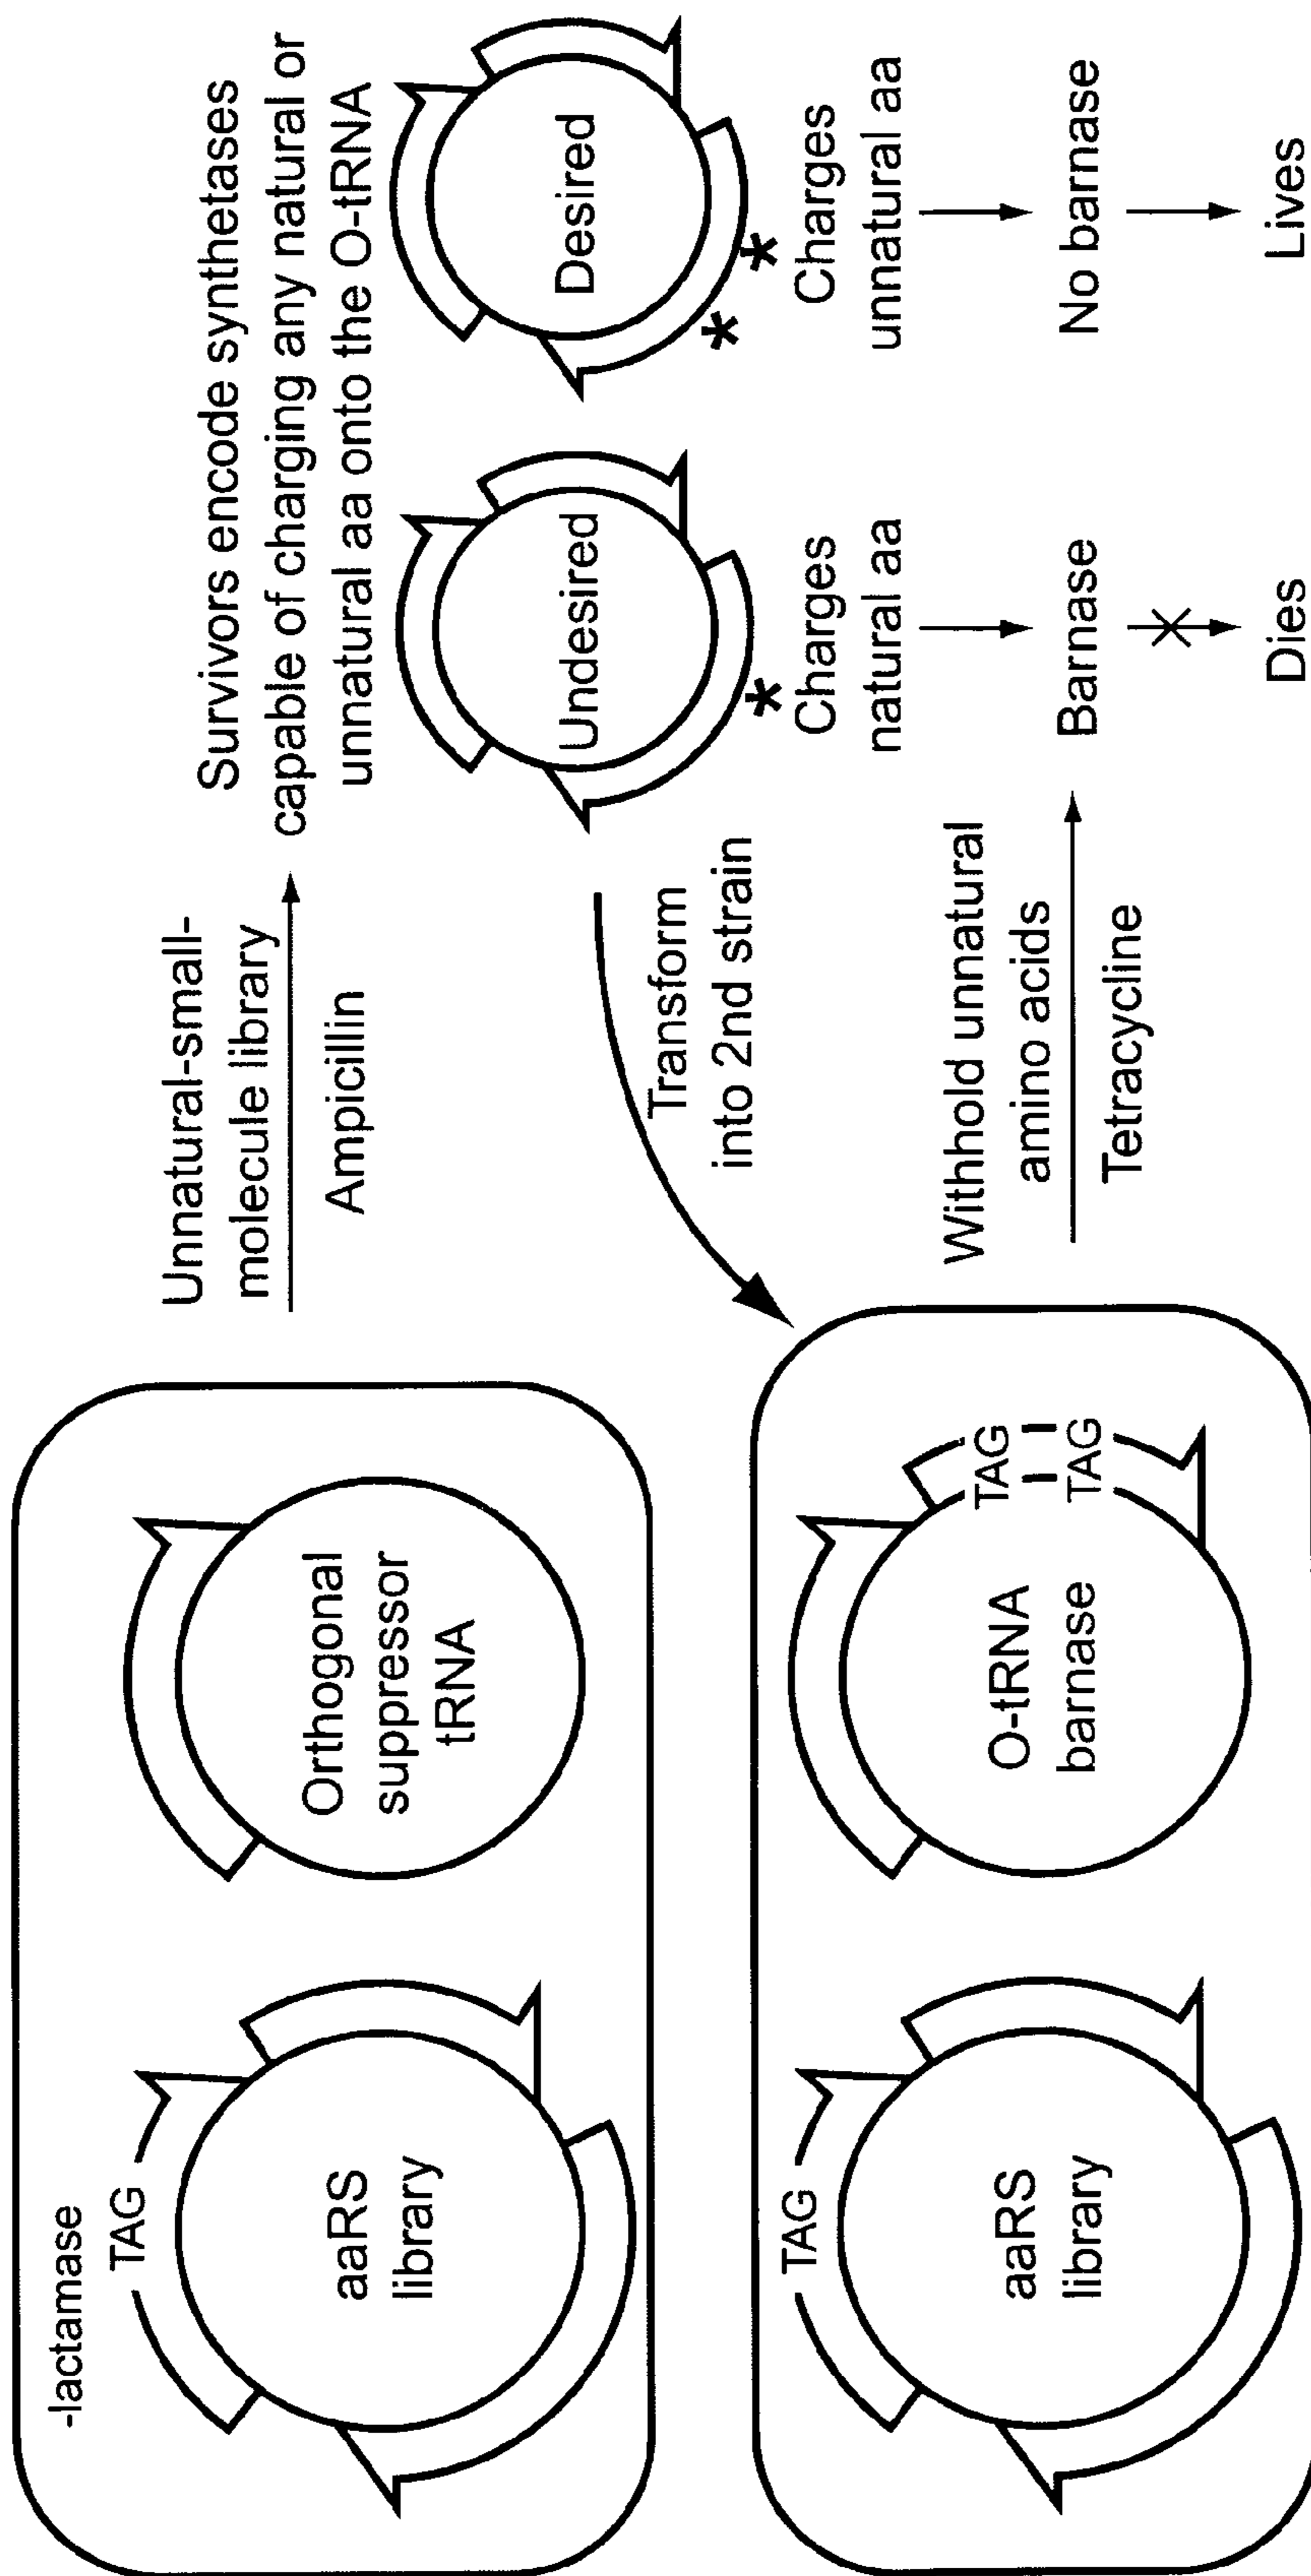 -lactamase
TAG
aaRS
library
Orthogonal
suppressor
tRNA
Unnatural-small-
molecule library
Ampicillin
Survivors encode synthetases
capable of charging any natural or
unnatural aa onto the O-tRNA
Undesired
*
Desired
*
*
Transform
into 2nd strain
TAG
aaRS
library
O-tRNA
barnase
TAG
TAG
Withhold unnatural
amino acids
Tetracycline
Charges
natural aa
Barnase
Dies
Charges
unnatural aa
No barnase
Lives